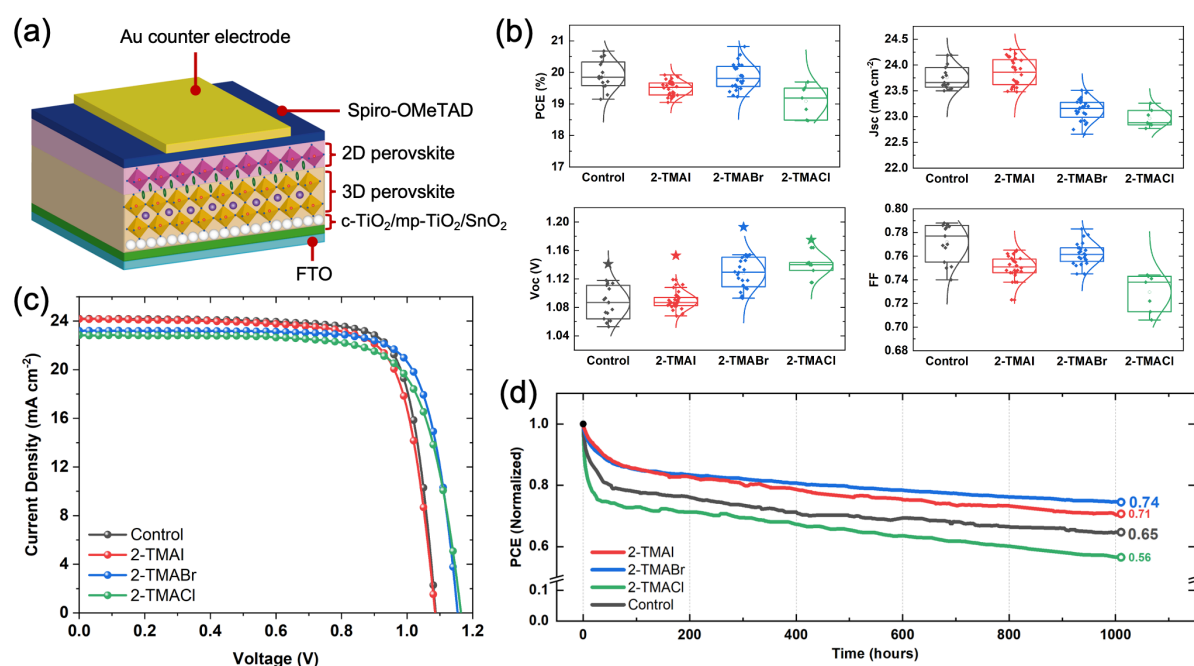 (a)
Au counter electrode
Spiro-OMeTAD
2D perovskite
3D perovskite
c-TiO₂/mp-TiO₂/SnO₂
FTO
(b)
PCE (%)
22
21
20
19
18
17
Control 2-TMAI 2-TMABr 2-TMACl
Jsc (mA cm⁻²)
24.5
24.0
23.5
23.0
22.5
22.0
Control 2-TMAI 2-TMABr 2-TMACl
Voc (V)
1.20
1.16
1.12
1.08
1.04
Control 2-TMAI 2-TMABr 2-TMACl
FF
0.80
0.78
0.76
0.74
0.72
0.70
0.68
Control 2-TMAI 2-TMABr 2-TMACl
(c)
Current Density (mA cm⁻²)
24
20
16
12
8
4
0
Control
2-TMAI
2-TMABr
2-TMACl
0.0 0.2 0.4 0.6 0.8 1.0 1.2
Voltage (V)
(d)
PCE (Normalized)
1.0
0.8
0.6
0.1
0.0
0.74
0.71
0.65
0.56
2-TMAI
2-TMABr
2-TMACl
Control
0 200 400 600 800 1000
Time (hours)